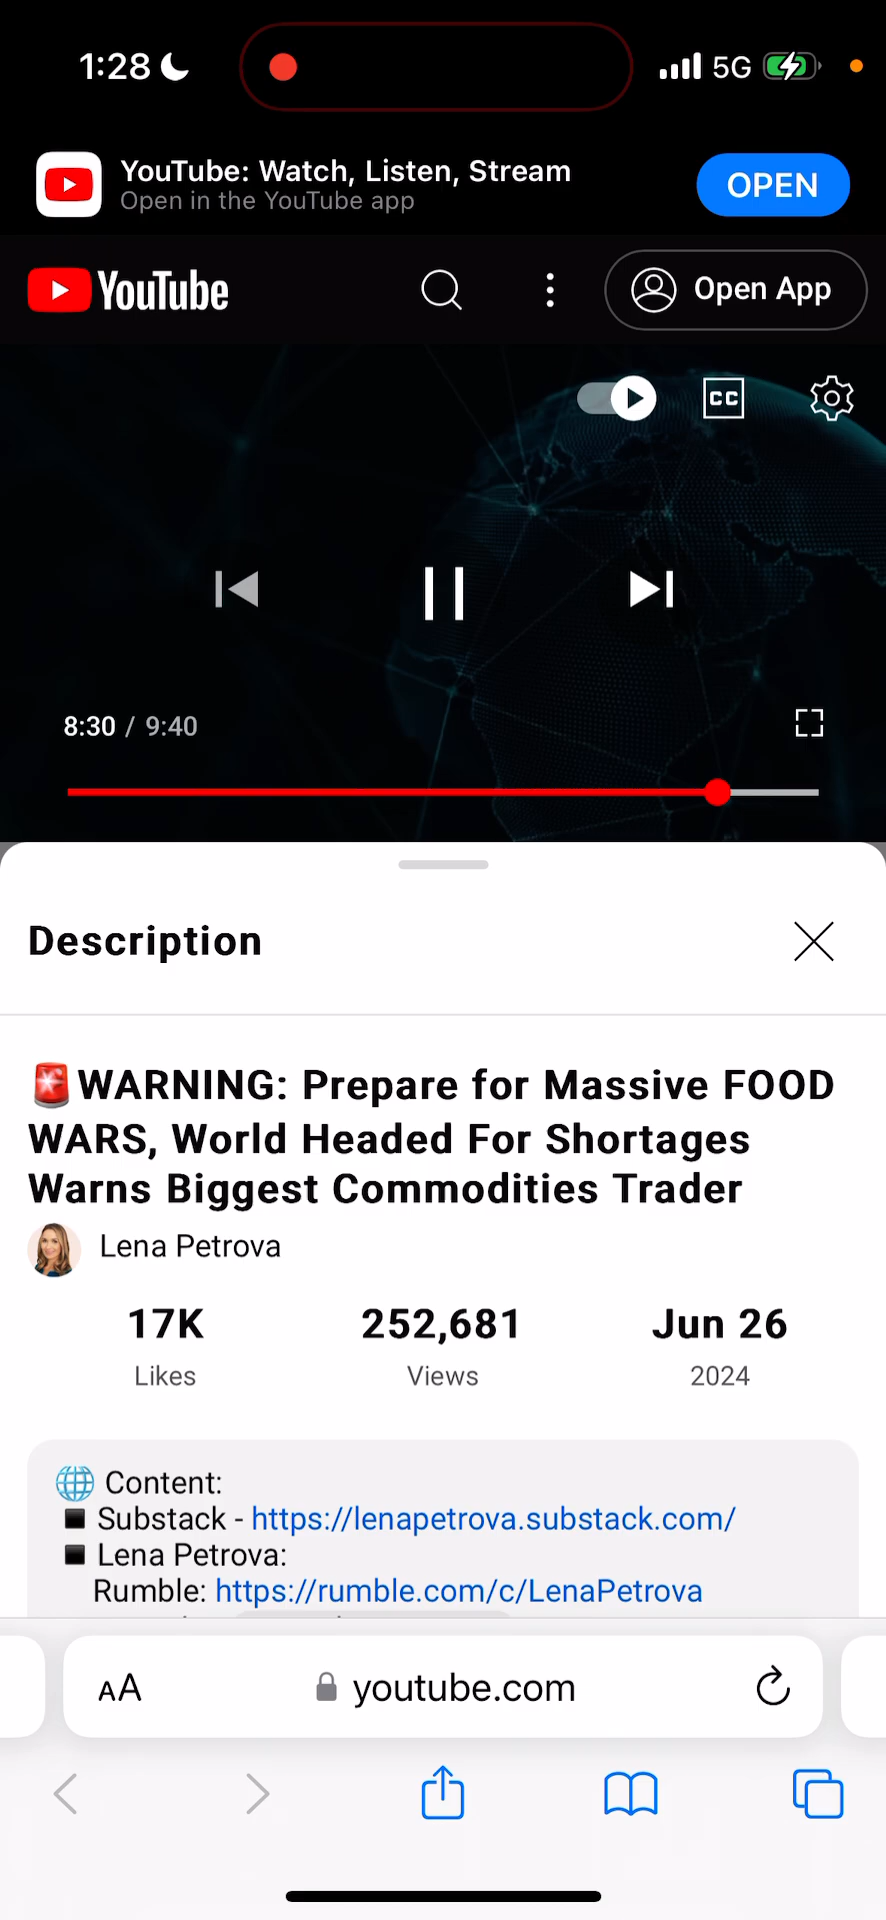 1:28
5G
YouTube: Watch, Listen, Stream
Open in the YouTube app
OPEN
YouTube
Open App
CC
8:30 / 9:40
Description
🚨WARNING: Prepare for Massive FOOD
WARS, World Headed For Shortages
Warns Biggest Commodities Trader
Lena Petrova
17K
252,681
Jun 26
Likes
Views
2024
🌐 Content:
◾ Substack - https://lenapetrova.substack.com/
◾ Lena Petrova:
Rumble: https://rumble.com/c/LenaPetrova
AA
youtube.com